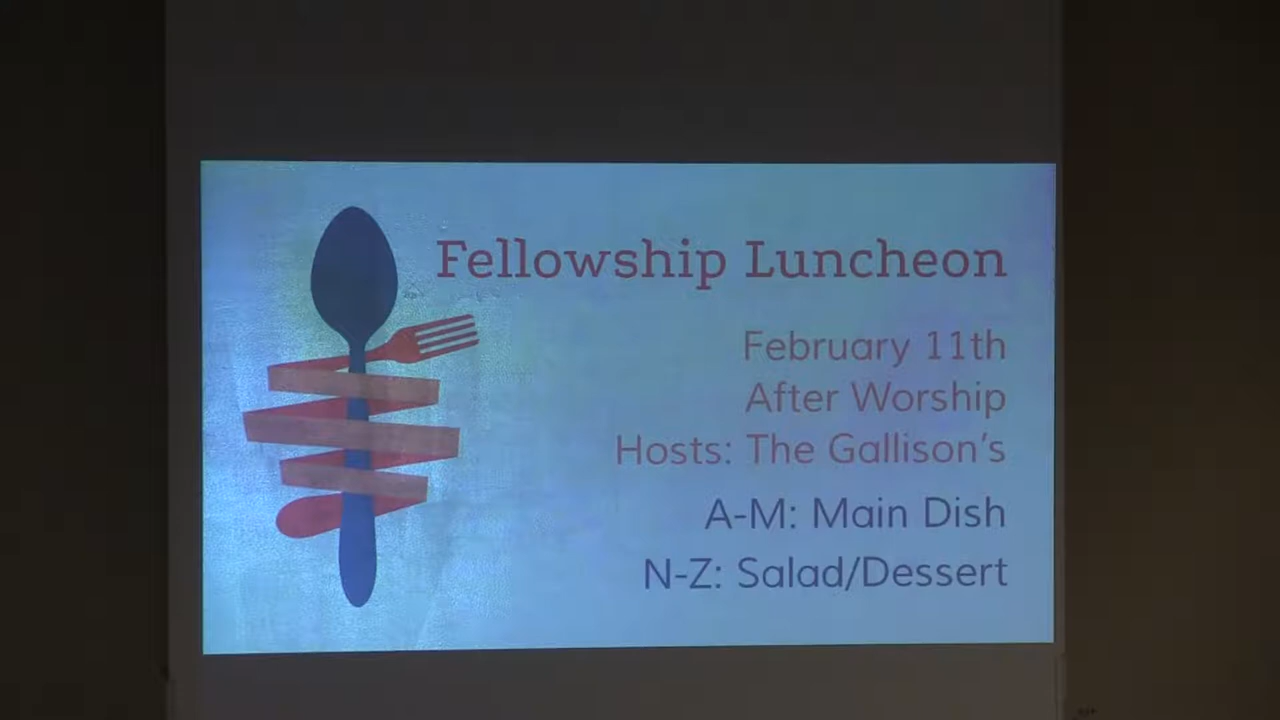 Fellowship Luncheon
February 11th
After Worship
Hosts: The Gallison's
A-M: Main Dish
N-Z: Salad/Dessert